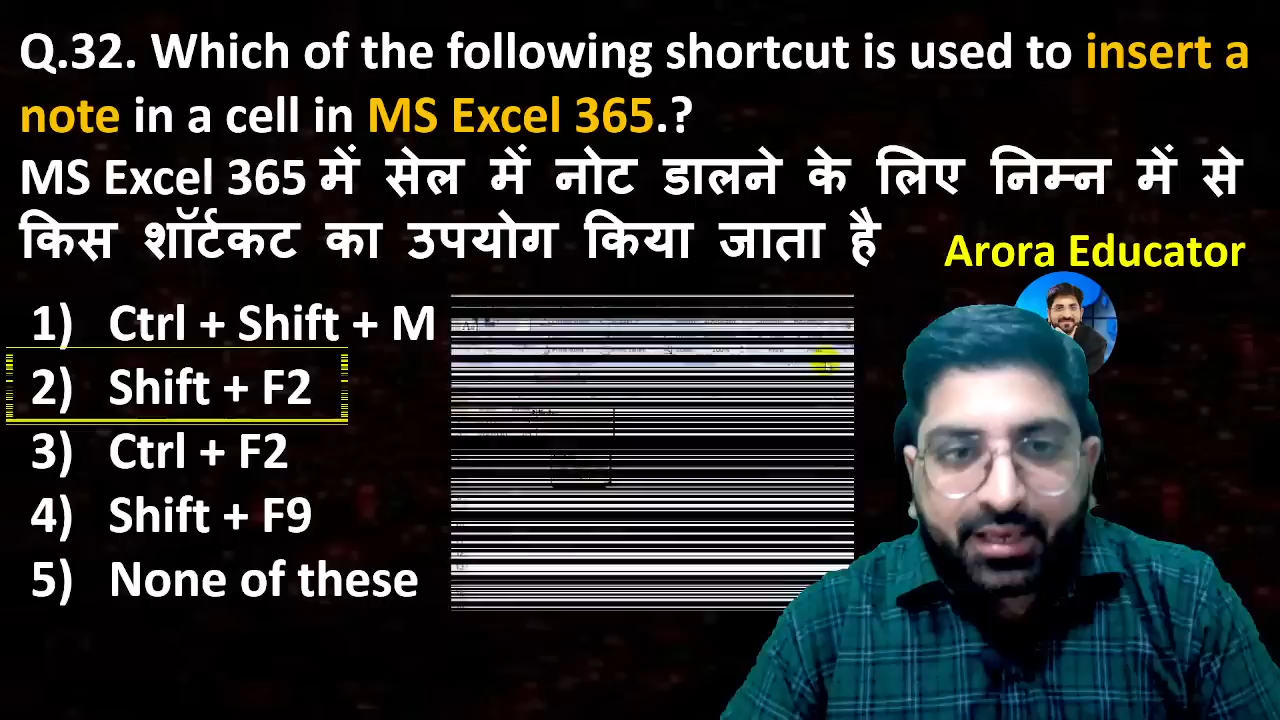 Q.32. Which of the following shortcut is used to insert a
note in a cell in MS Excel 365.?
MS Excel 365 में सेल में नोट डालने के लिए निम्न में से
किस शॉर्टकट का उपयोग किया जाता है
Arora Educator
1) Ctrl + Shift + M
2) Shift + F2
3) Ctrl + F2
4) Shift + F9
5) None of these